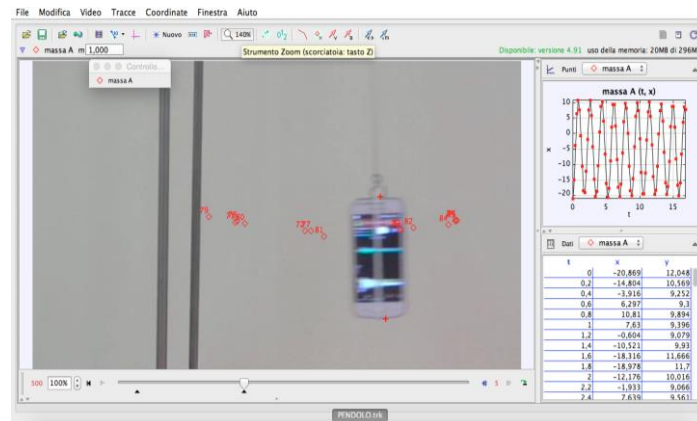 File Modifica Video Tracce Coordinate Finestra Aiuto
Nuovo 140%
massa A m 1,000
Strumento Zoom (scorciatoia: tasto Z)
Disponibile: versione 4.91 uso della memoria: 20MB di 296M
Controllo...
massa A
82
81
Punti massa A
massa A (t, x)
10
5
0
-5
-10
-15
-20
x
0 5 10 15
t
Dati massa A
t x y
0 -20,869 12,048
0,2 -14,804 10,569
0,4 -3,916 9,252
0,6 6,297 9,3
0,8 10,81 9,894
1 7,63 9,396
1,2 -0,604 9,079
1,4 -10,521 9,93
1,6 -18,316 11,666
1,8 -18,978 11,7
2 -12,176 10,016
2,2 -1,933 9,066
2,4 7,639 9,561
500 100% 5
PENDOLO.trk